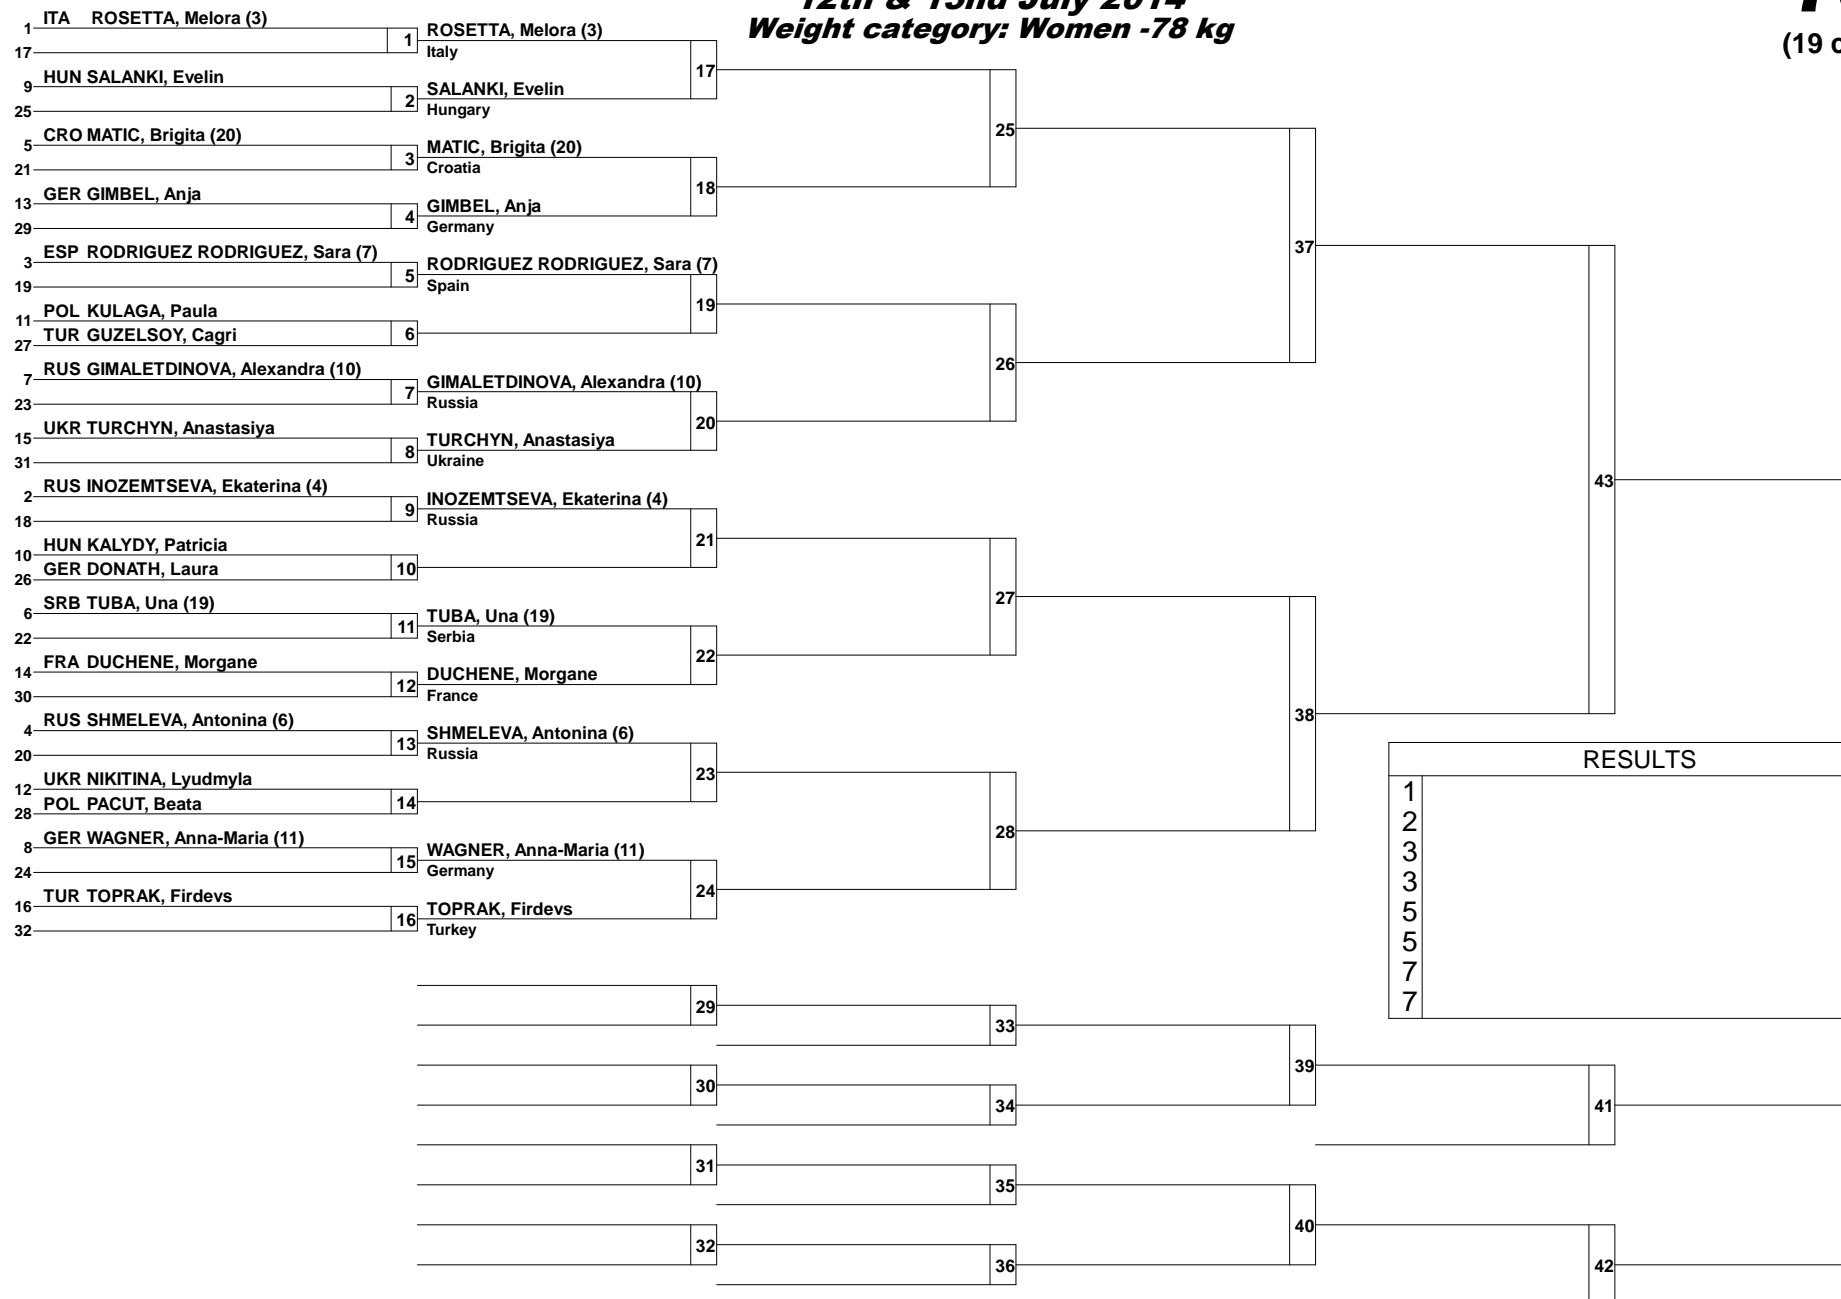 12th & 13nd July 2014
Weight category: Women -78 kg
(19
1 ITA ROSETTA, Melora (3)
17
1 ROSETTA, Melora (3)
Italy
9 HUN SALANKI, Evelin
25
2 SALANKI, Evelin
Hungary
17
5 CRO MATIC, Brigita (20)
21
3 MATIC, Brigita (20)
Croatia
13 GER GIMBEL, Anja
29
4 GIMBEL, Anja
Germany
18
25
3 ESP RODRIGUEZ RODRIGUEZ, Sara (7)
19
5 RODRIGUEZ RODRIGUEZ, Sara (7)
Spain
11 POL KULAGA, Paula
27 TUR GUZELSOY, Cagri
6
19
7 RUS GIMALETDINOVA, Alexandra (10)
23
7 GIMALETDINOVA, Alexandra (10)
Russia
15 UKR TURCHYN, Anastasiya
31
8 TURCHYN, Anastasiya
Ukraine
20
26
37
2 RUS INOZEMTSEVA, Ekaterina (4)
18
9 INOZEMTSEVA, Ekaterina (4)
Russia
10 HUN KALYDY, Patricia
26 GER DONATH, Laura
10
21
6 SRB TUBA, Una (19)
22
11 TUBA, Una (19)
Serbia
14 FRA DUCHENE, Morgane
30
12 DUCHENE, Morgane
France
22
27
4 RUS SHMELEVA, Antonina (6)
20
13 SHMELEVA, Antonina (6)
Russia
12 UKR NIKITINA, Lyudmyla
28 POL PACUT, Beata
14
23
8 GER WAGNER, Anna-Maria (11)
24
15 WAGNER, Anna-Maria (11)
Germany
16 TUR TOPRAK, Firdevs
32
16 TOPRAK, Firdevs
Turkey
24
28
38
43
RESULTS
1
2
3
3
5
5
7
7
29
33
30
34
39
41
31
35
32
36
40
42